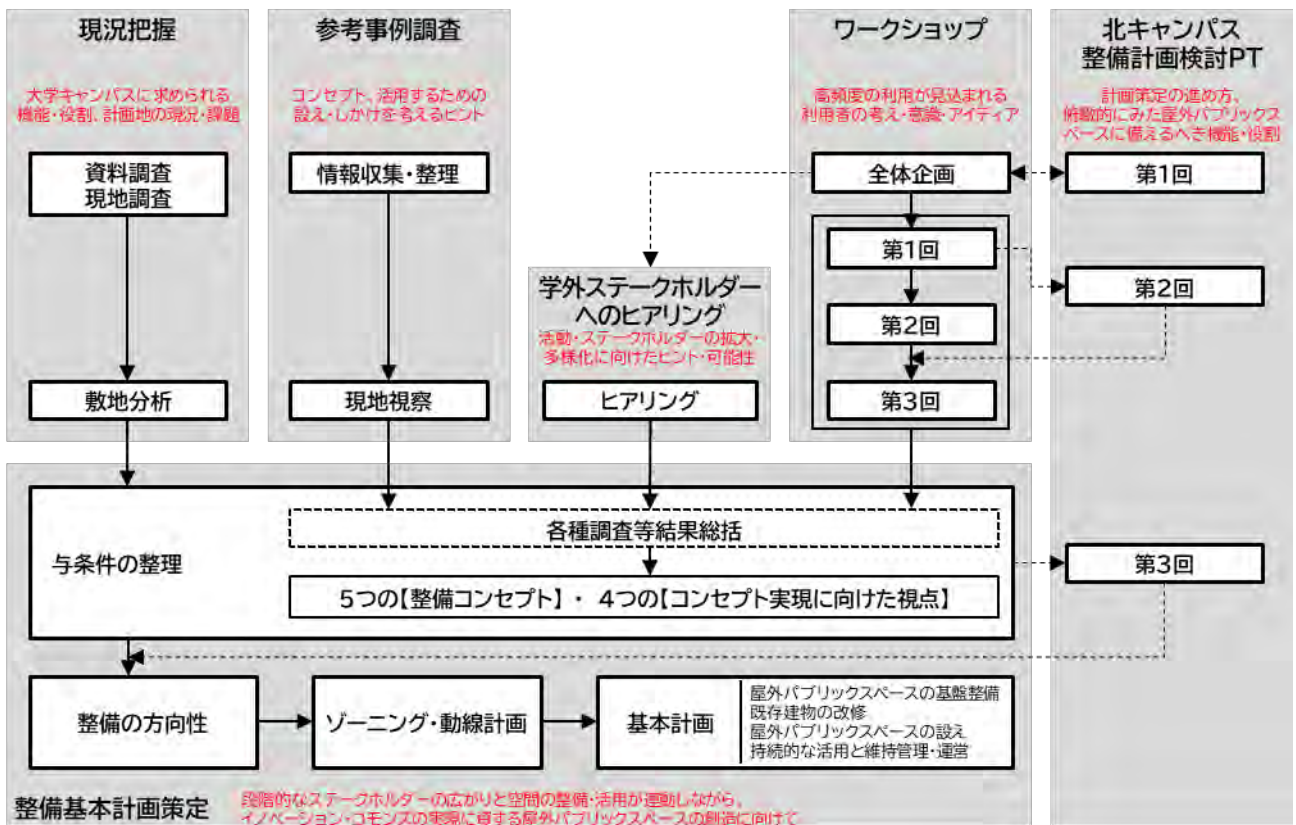 現況把握
大学キャンパスに求められる
機能・役割、計画地の現況・課題
資料調査
現地調査
敷地分析
参考事例調査
コンセプト、活用するための
設え・しかけを考えるヒント
情報収集・整理
現地視察
学外ステークホルダー
へのヒアリング
活動・ステークホルダーの拡大・
多様化に向けたヒント・可能性
ヒアリング
ワークショップ
高頻度の利用が見込まれる
利用者の考え・意識・アイディア
全体企画
第1回
第2回
第3回
北キャンパス
整備計画検討PT
計画策定の進め方、
俯瞰的にみた屋外パブリックス
ペースに備えるべき機能・役割
第1回
第2回
第3回
与条件の整理
各種調査等結果総括
5つの【整備コンセプト】・4つの【コンセプト実現に向けた視点】
整備の方向性
ゾーニング・動線計画
基本計画
屋外パブリックスペースの基盤整備
既存建物の改修
屋外パブリックスペースの設え
持続的な活用と維持管理・運営
整備基本計画策定
段階的なステークホルダーの広がりと空間の整備・活用が連動しながら、
イノベーション・コモンズの実現に資する屋外パブリックスペースの創造に向けて